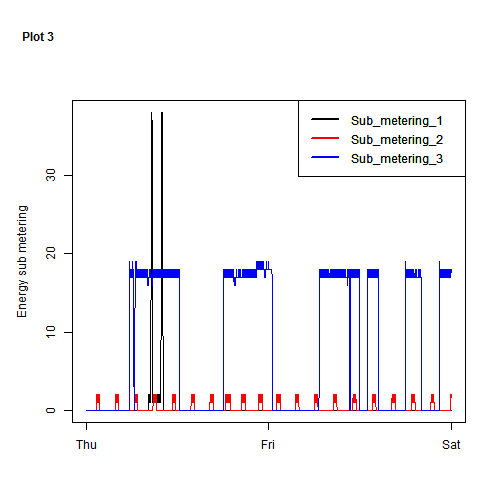 Plot 3
Sub_metering_1
Sub_metering_2
Sub_metering_3
Energy sub metering
30
20
10
0
Thu Fri Sat